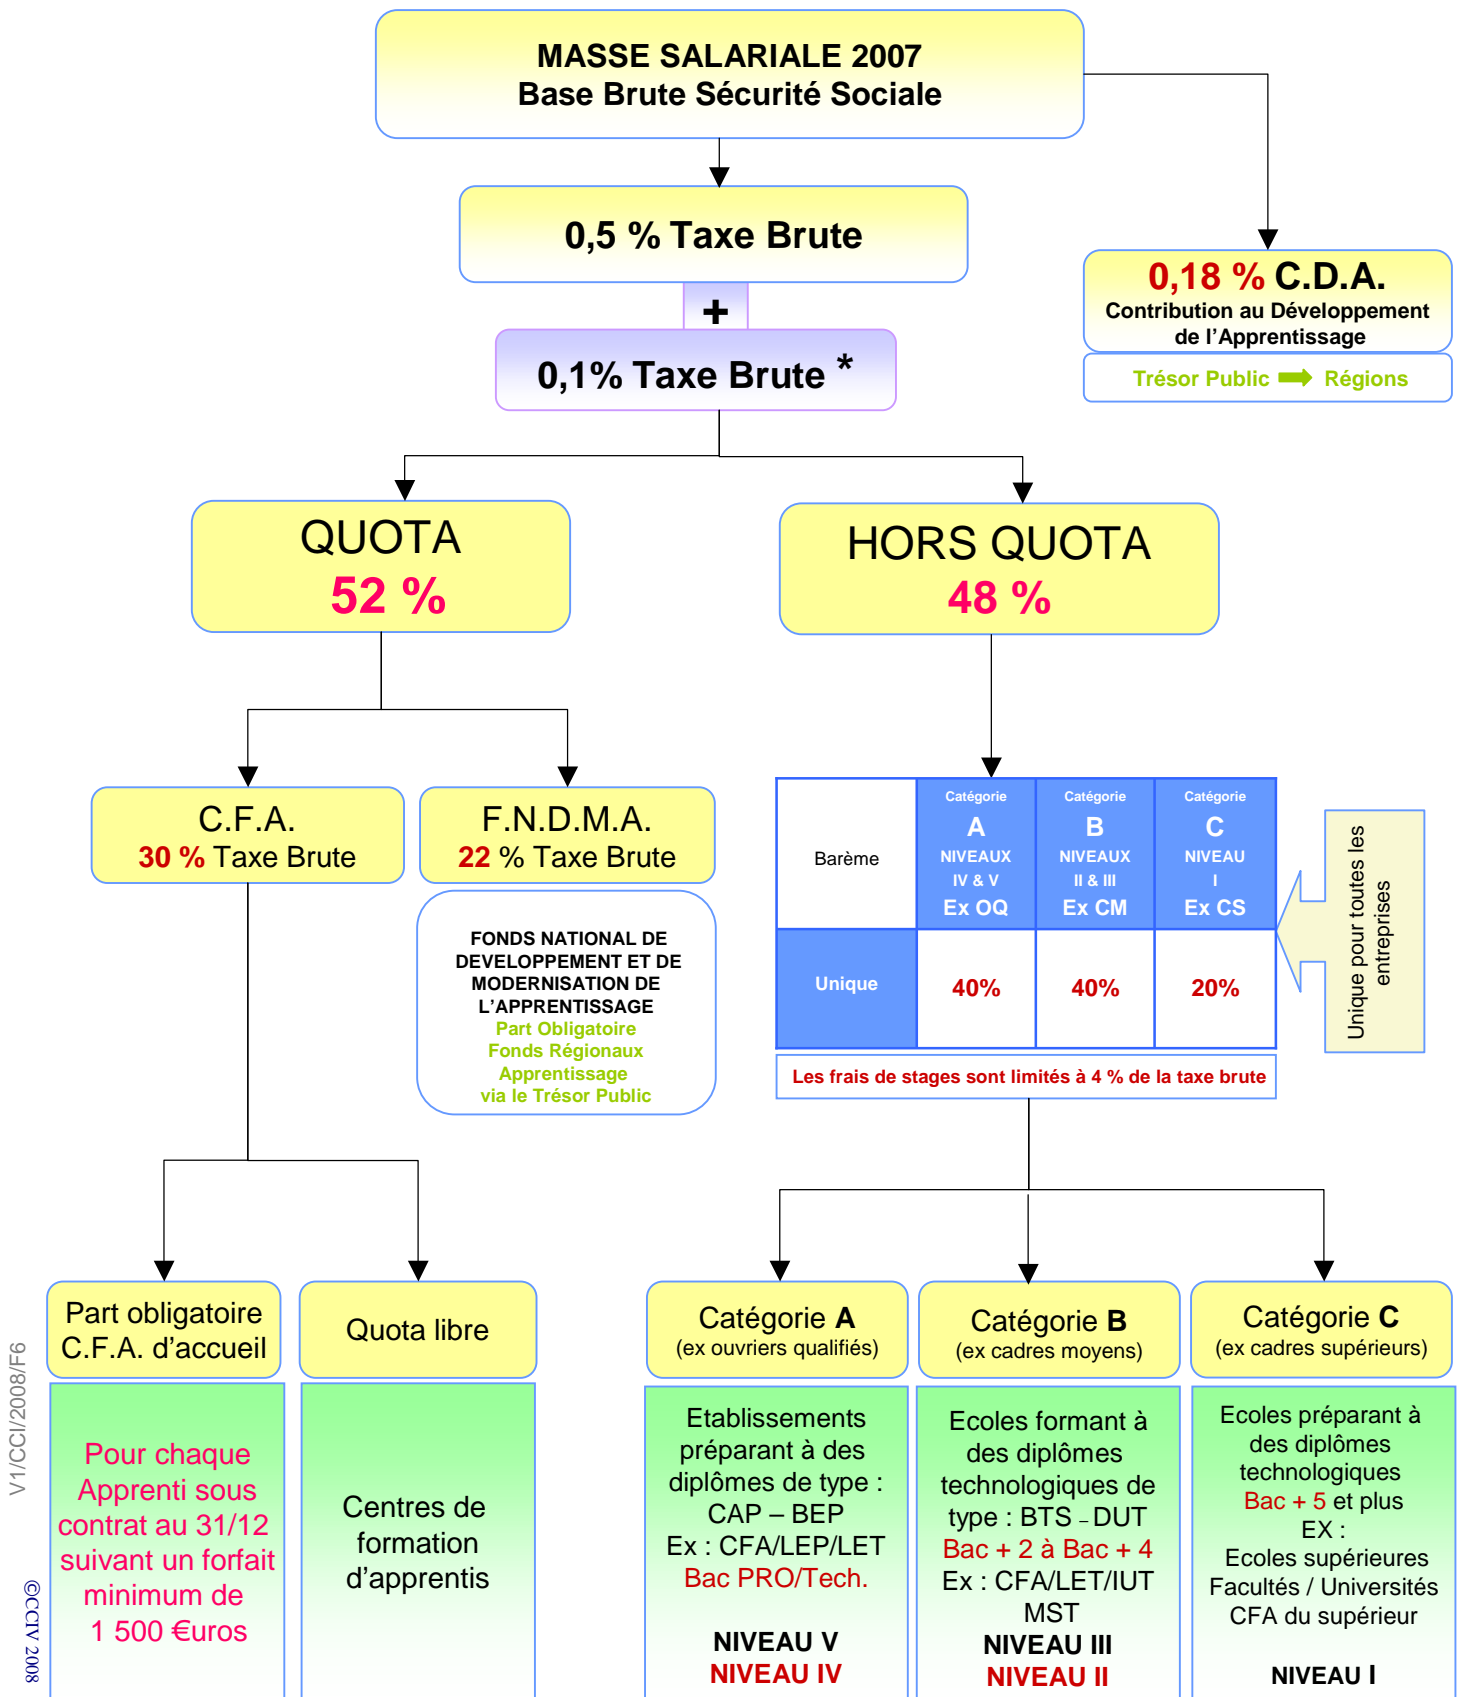 MASSE SALARIALE 2007
Base Brute Sécurité Sociale
0,5 % Taxe Brute
+
0,1% Taxe Brute *
0,18 % C.D.A.
Contribution au Développement
de l'Apprentissage
Trésor Public Régions
QUOTA
52 %
HORS QUOTA
48 %
C.F.A.
30 % Taxe Brute
F.N.D.M.A.
22 % Taxe Brute
FONDS NATIONAL DE
DEVELOPPEMENT ET DE
MODERNISATION DE
L'APPRENTISSAGE
Part Obligatoire
Fonds Régionaux
Apprentissage
via le Trésor Public
Barème
Catégorie
A
NIVEAUX
IV & V
Ex OQ
Catégorie
B
NIVEAUX
II & III
Ex CM
Catégorie
C
NIVEAU
I
Ex CS
Unique
40%
40%
20%
Unique pour toutes les
entreprises
Les frais de stages sont limités à 4 % de la taxe brute
Part obligatoire
C.F.A. d'accueil
Pour chaque
Apprenti sous
contrat au 31/12
suivant un forfait
minimum de
1 500 €uros
Quota libre
Centres de
formation
d'apprentis
Catégorie A
(ex ouvriers qualifiés)
Etablissements
préparant à des
diplômes de type :
CAP – BEP
Ex : CFA/LEP/LET
Bac PRO/Tech.
NIVEAU V
NIVEAU IV
Catégorie B
(ex cadres moyens)
Ecoles formant à
des diplômes
technologiques de
type : BTS – DUT
Bac + 2 à Bac + 4
Ex : CFA/LET/IUT
MST
NIVEAU III
NIVEAU II
Catégorie C
(ex cadres supérieurs)
Ecoles préparant à
des diplômes
technologiques
Bac + 5 et plus
EX :
Ecoles supérieures
Facultés / Universités
CFA du supérieur
NIVEAU I
V1/CCI/2008/F6
©CCIV 2008